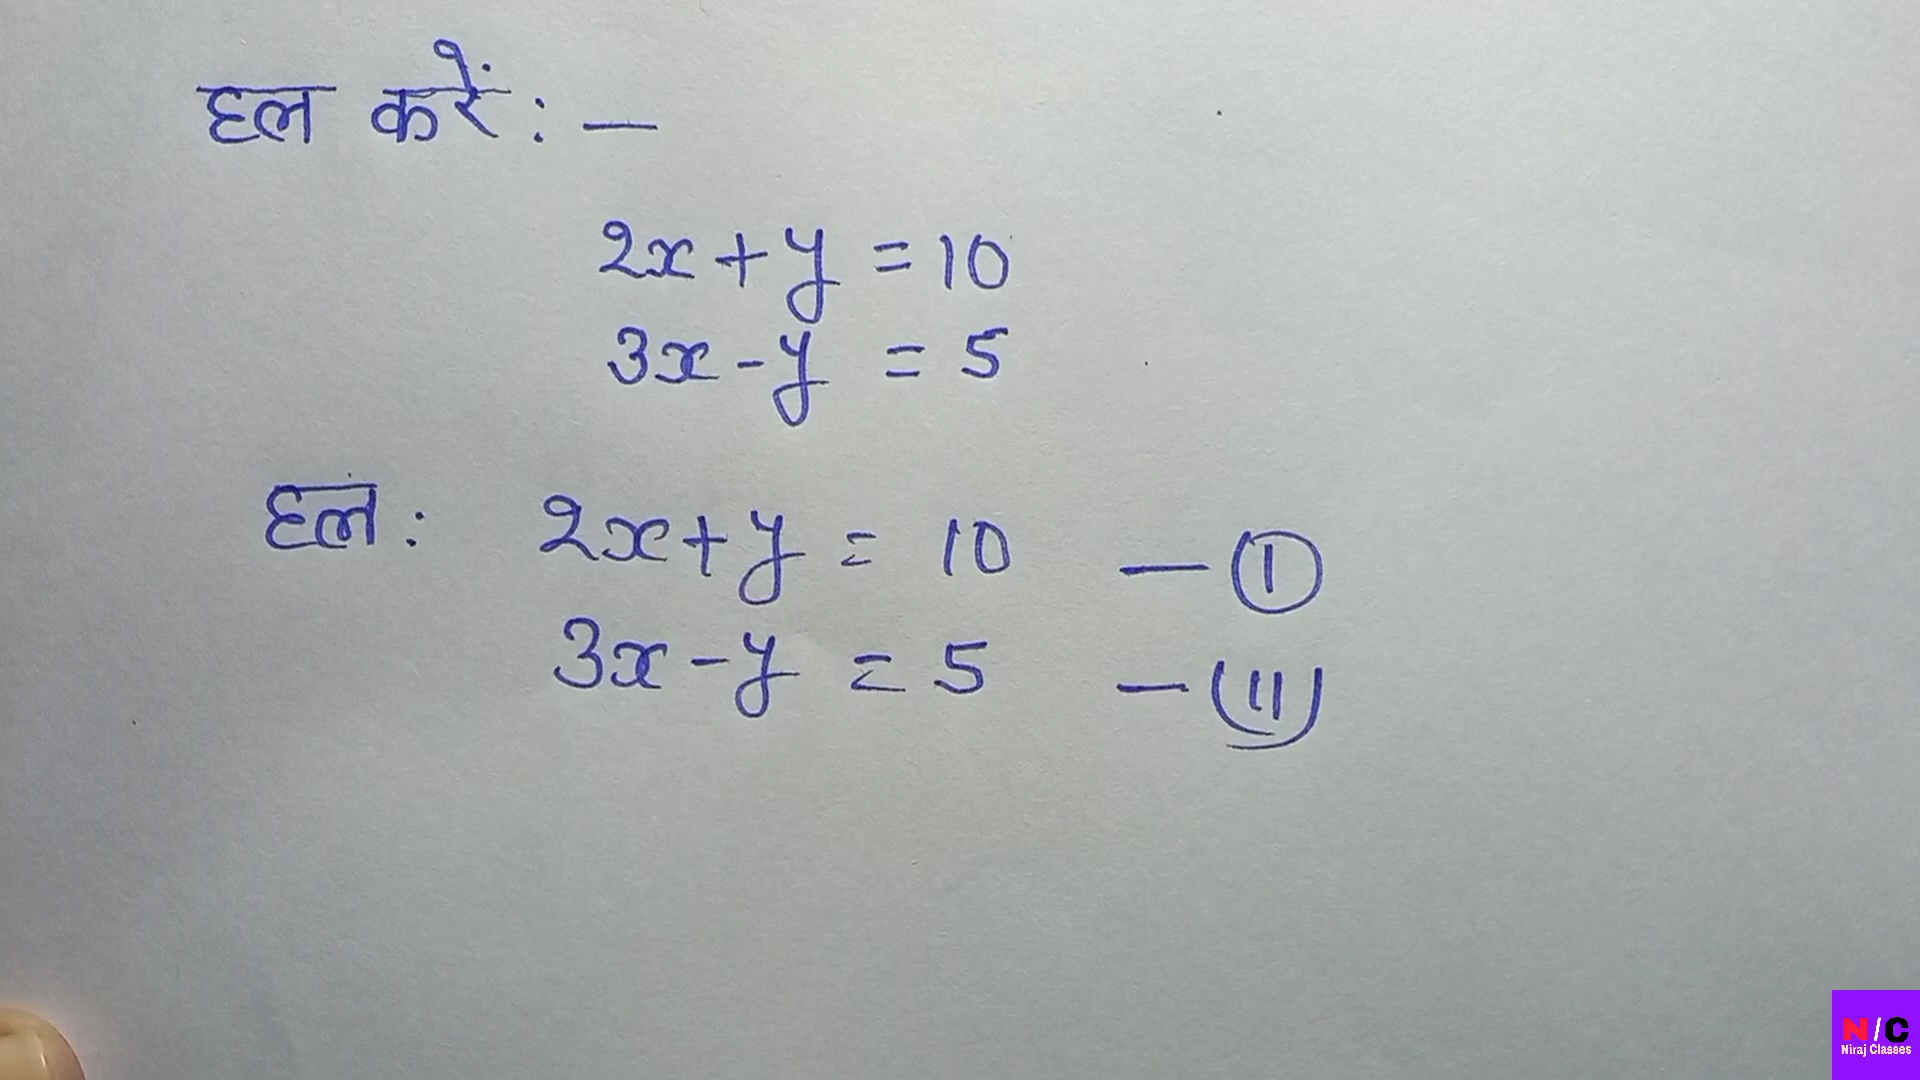 हल करें: —
2x + y = 10
3x - y = 5
हल: 2x + y = 10 — (I)
3x - y = 5 — (II)
N/C
Niraj Classes